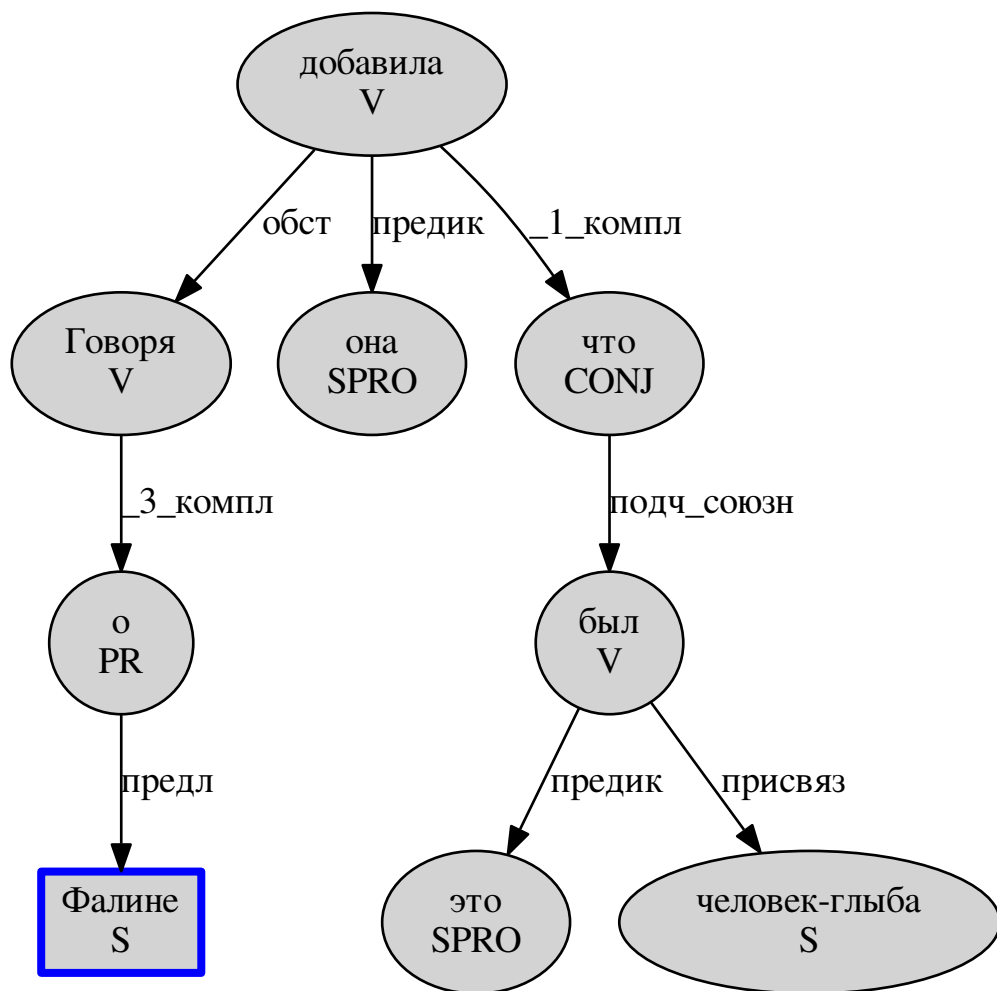 добавила
V
обст
предик
_1_компл
Говоря
V
она
SPRO
что
CONJ
_3_компл
подч_союзн
о
PR
был
V
предл
предик
присвяз
Фалине
S
это
SPRO
человек-глыба
S